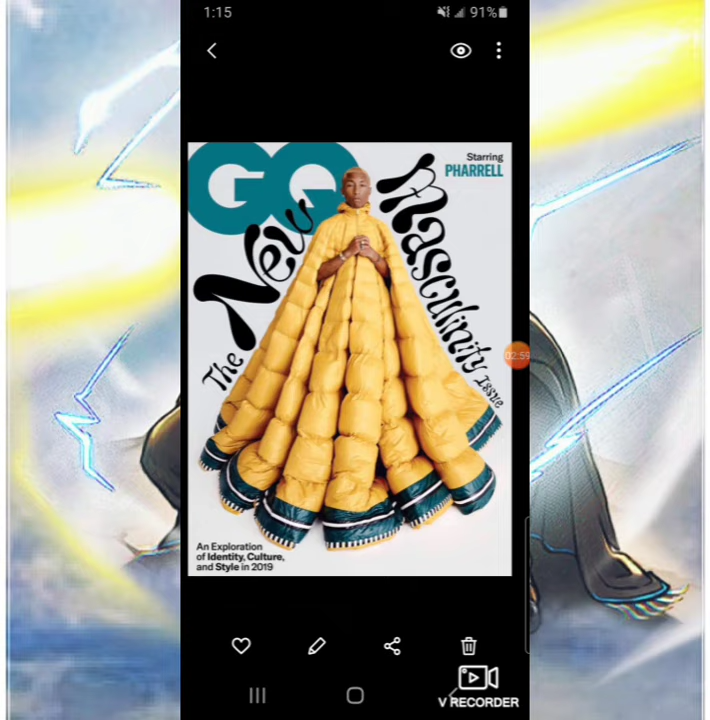 1:15
91%
GQ
Starring
PHARRELL
The New
Masculinity Issue
02:59
An Exploration
of Identity, Culture,
and Style in 2019
V RECORDER